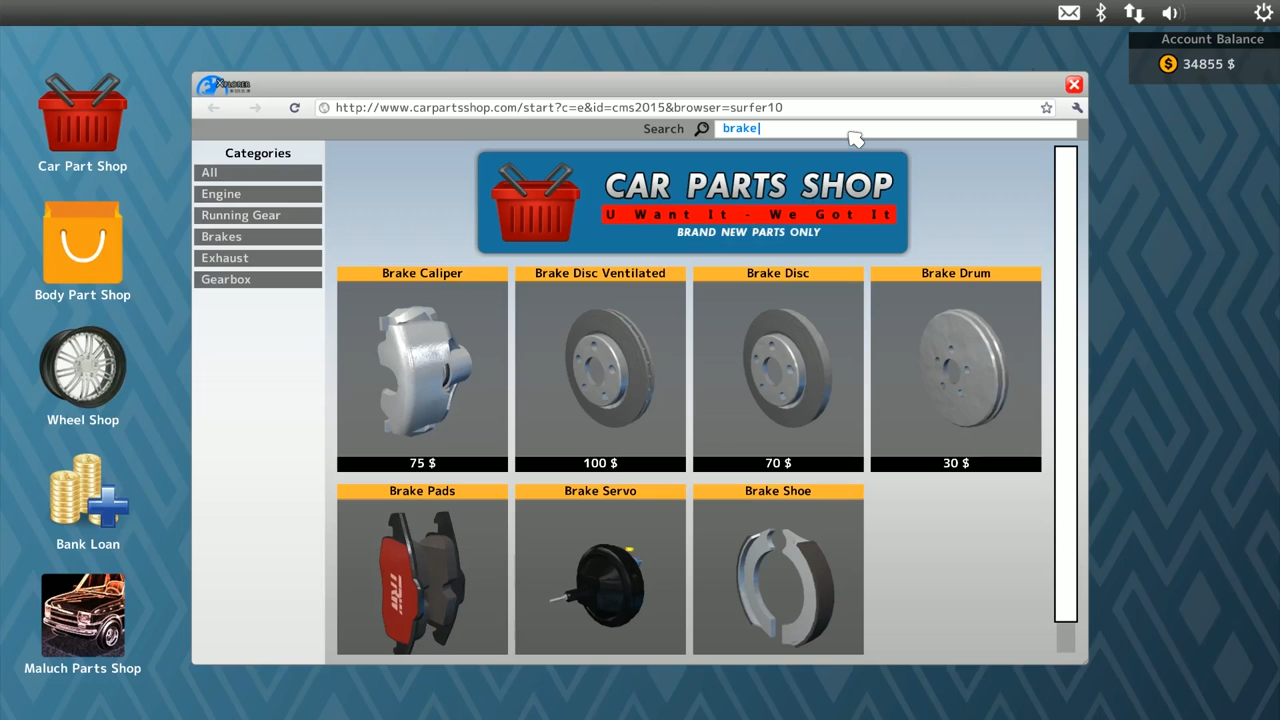 Account Balance
34855 $
Car Part Shop
Body Part Shop
Wheel Shop
Bank Loan
Maluch Parts Shop
XPLORER
http://www.carpartsshop.com/start?c=e&id=cms2015&browser=surfer10
Search brake
Categories
All
Engine
Running Gear
Brakes
Exhaust
Gearbox
CAR PARTS SHOP
U Want It - We Got It
BRAND NEW PARTS ONLY
Brake Caliper
75 $
Brake Disc Ventilated
100 $
Brake Disc
70 $
Brake Drum
30 $
Brake Pads
TRW
Brake Servo
Brake Shoe